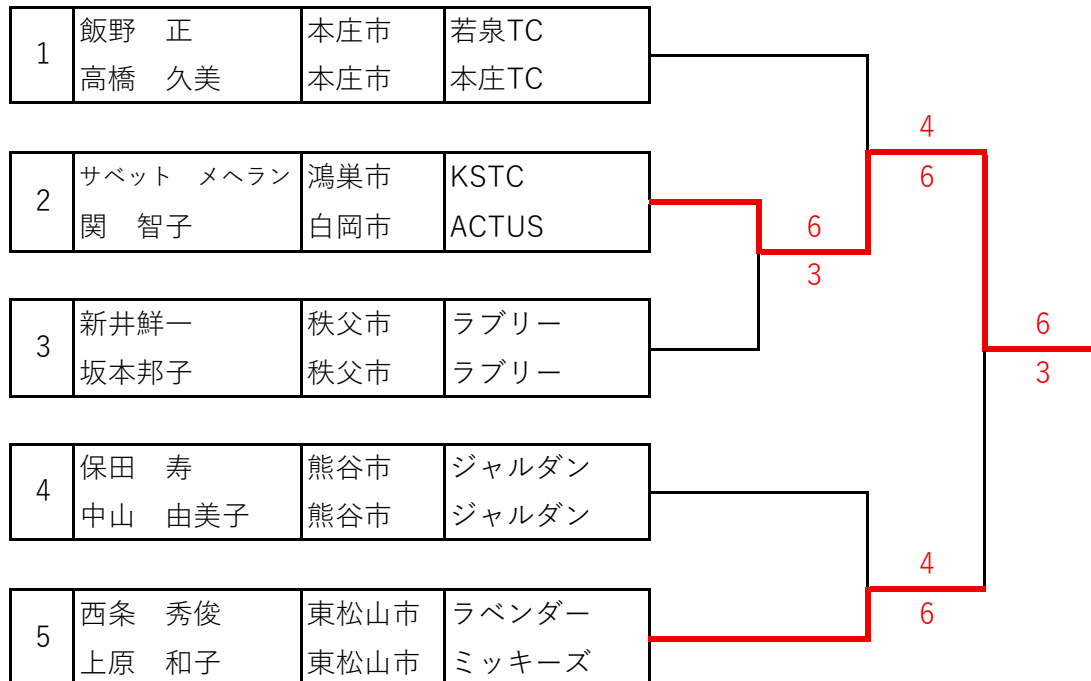 1
飯野　正 本庄市 若泉TC
高橋　久美 本庄市 本庄TC
4
6
2
サベット　メヘラン 鴻巣市 KSTC
関　智子 白岡市 ACTUS
6
3
3
新井鮮一 秩父市 ラブリー
坂本邦子 秩父市 ラブリー
6
3
4
保田　寿 熊谷市 ジャルダン
中山　由美子 熊谷市 ジャルダン
4
6
5
西条　秀俊 東松山市 ラベンダー
上原　和子 東松山市 ミッキーズ